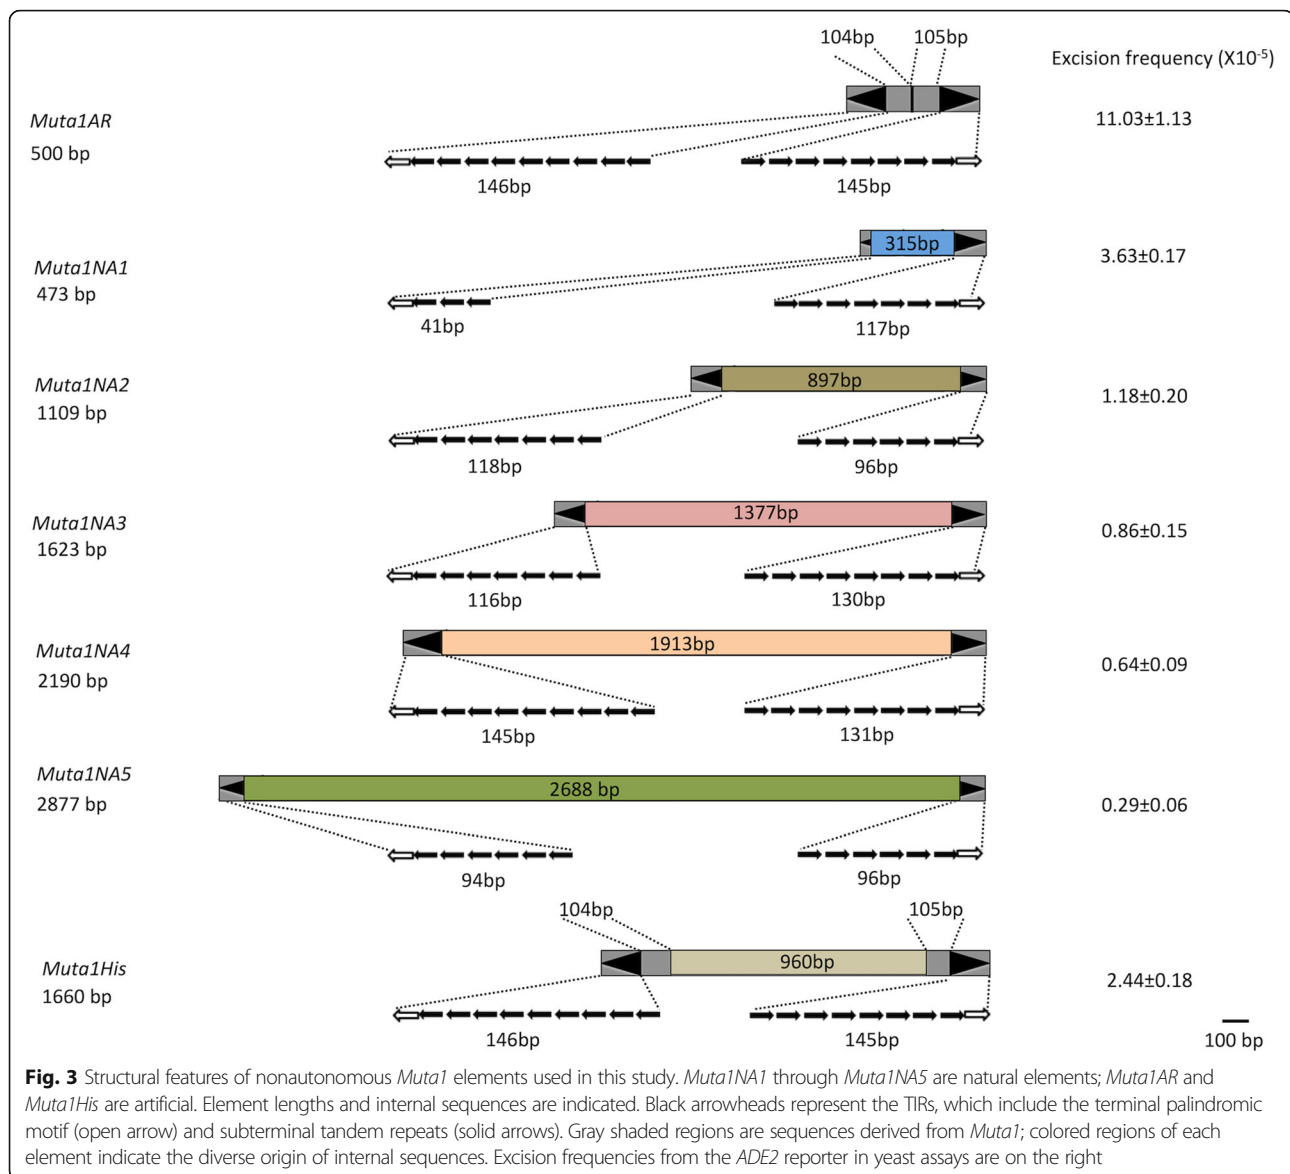 104bp 105bp
Excision frequency (X10⁻⁵)
Muta1AR
500 bp
11.03±1.13
146bp 145bp
Muta1NA1
473 bp
315bp
3.63±0.17
41bp 117bp
Muta1NA2
1109 bp
897bp
1.18±0.20
118bp 96bp
Muta1NA3
1623 bp
1377bp
0.86±0.15
116bp 130bp
Muta1NA4
2190 bp
1913bp
0.64±0.09
145bp 131bp
Muta1NA5
2877 bp
2688 bp
0.29±0.06
94bp 96bp
104bp 105bp
Muta1His
1660 bp
960bp
2.44±0.18
146bp 145bp
100 bp
Fig. 3 Structural features of nonautonomous Muta1 elements used in this study. Muta1NA1 through Muta1NA5 are natural elements; Muta1AR and
Muta1His are artificial. Element lengths and internal sequences are indicated. Black arrowheads represent the TIRs, which include the terminal palindromic
motif (open arrow) and subterminal tandem repeats (solid arrows). Gray shaded regions are sequences derived from Muta1; colored regions of each
element indicate the diverse origin of internal sequences. Excision frequencies from the ADE2 reporter in yeast assays are on the right